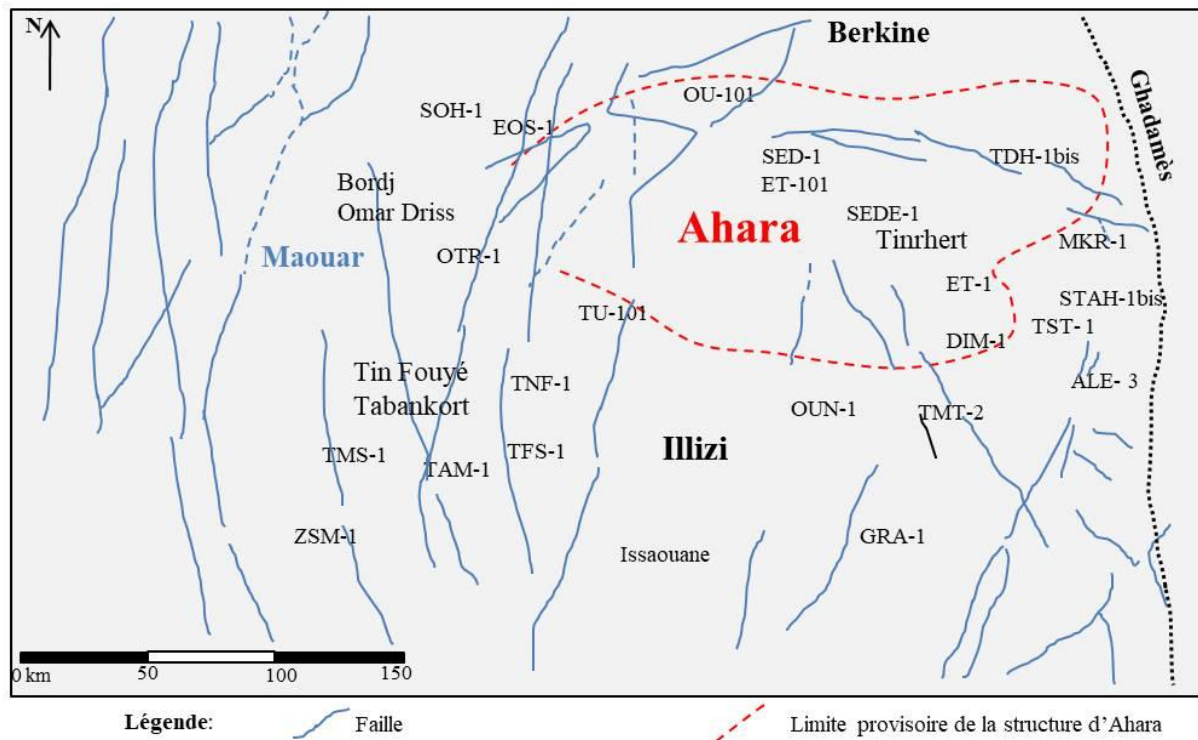 N
Berkine
Ghadamès
OU-101
SOH-1
EOS-1
SED-1
TDH-1bis
ET-101
Bordj
Omar Driss
SEDE-1
Ahara
Tinrhert
MKR-1
Maouar
OTR-1
ET-1
STAH-1bis
TU-101
TST- 1
DIM-1
Tin Fouyé
Tabankort
TNF-1
ALE- 3
OUN-1
TMT-2
TMS-1
TAM-1
TFS-1
Illizi
ZSM-1
Issaouane
GRA-1
0 km
50
100
150
Légende:
Faille
Limite provisoire de la structure d’Ahara